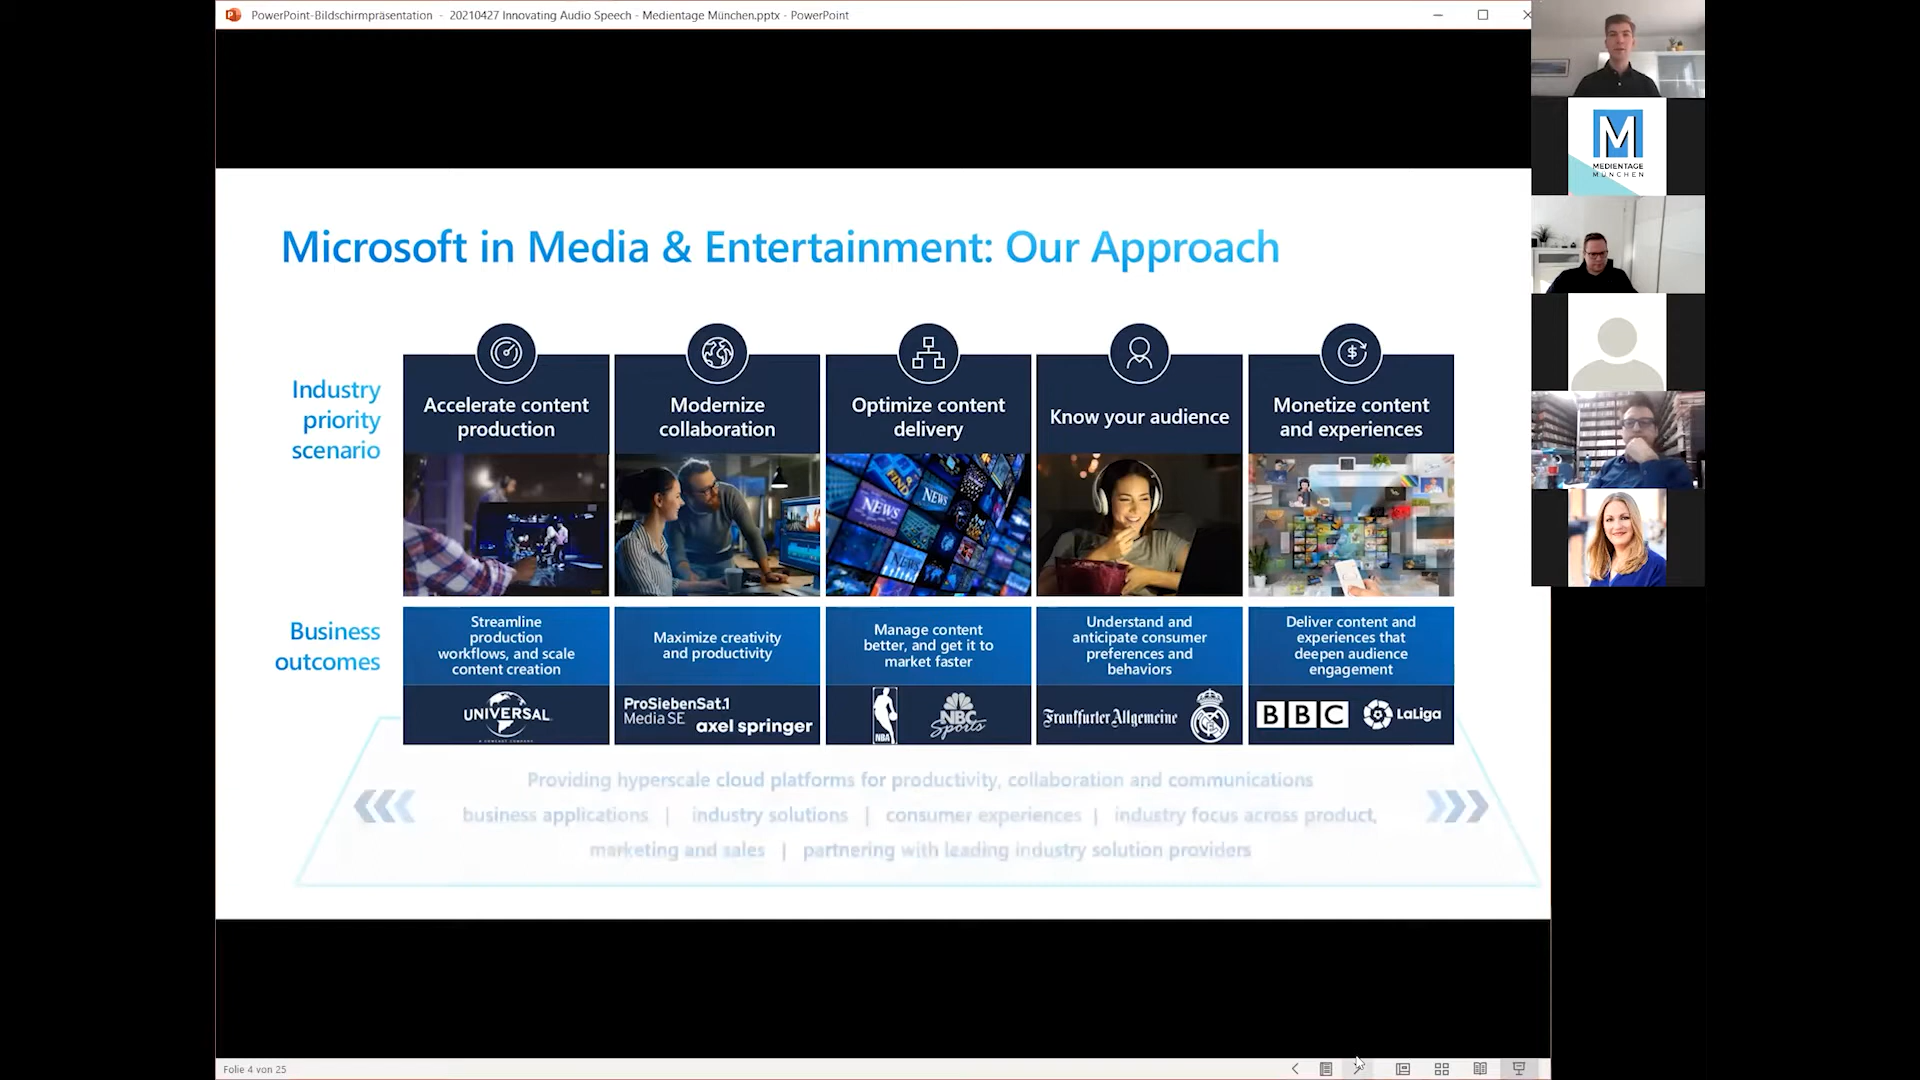 PowerPoint-Bildschirmpräsentation - 20210427 Innovating Audio Speech - Medientage München.pptx - PowerPoint
M
MEDIENTAGE
MÜNCHEN
Microsoft in Media & Entertainment: Our Approach
Industry
priority
scenario
Accelerate content
production
Modernize
collaboration
Optimize content
delivery
Know your audience
Monetize content
and experiences
FIND
NEWS
NEWS
NEWS
Business
outcomes
Streamline
production
workflows, and scale
content creation
Maximize creativity
and productivity
Manage content
better, and get it to
market faster
Understand and
anticipate consumer
preferences and
behaviors
Deliver content and
experiences that
deepen audience
engagement
UNIVERSAL
A COMCAST COMPANY
ProSiebenSat.1
Media SE
axel springer
NBA
NBC
Sports
Frankfurter Allgemeine
BBC
LaLiga
Providing hyperscale cloud platforms for productivity, collaboration and communications
business applications | industry solutions | consumer experiences | industry focus across product,
marketing and sales | partnering with leading industry solution providers
Folie 4 von 25